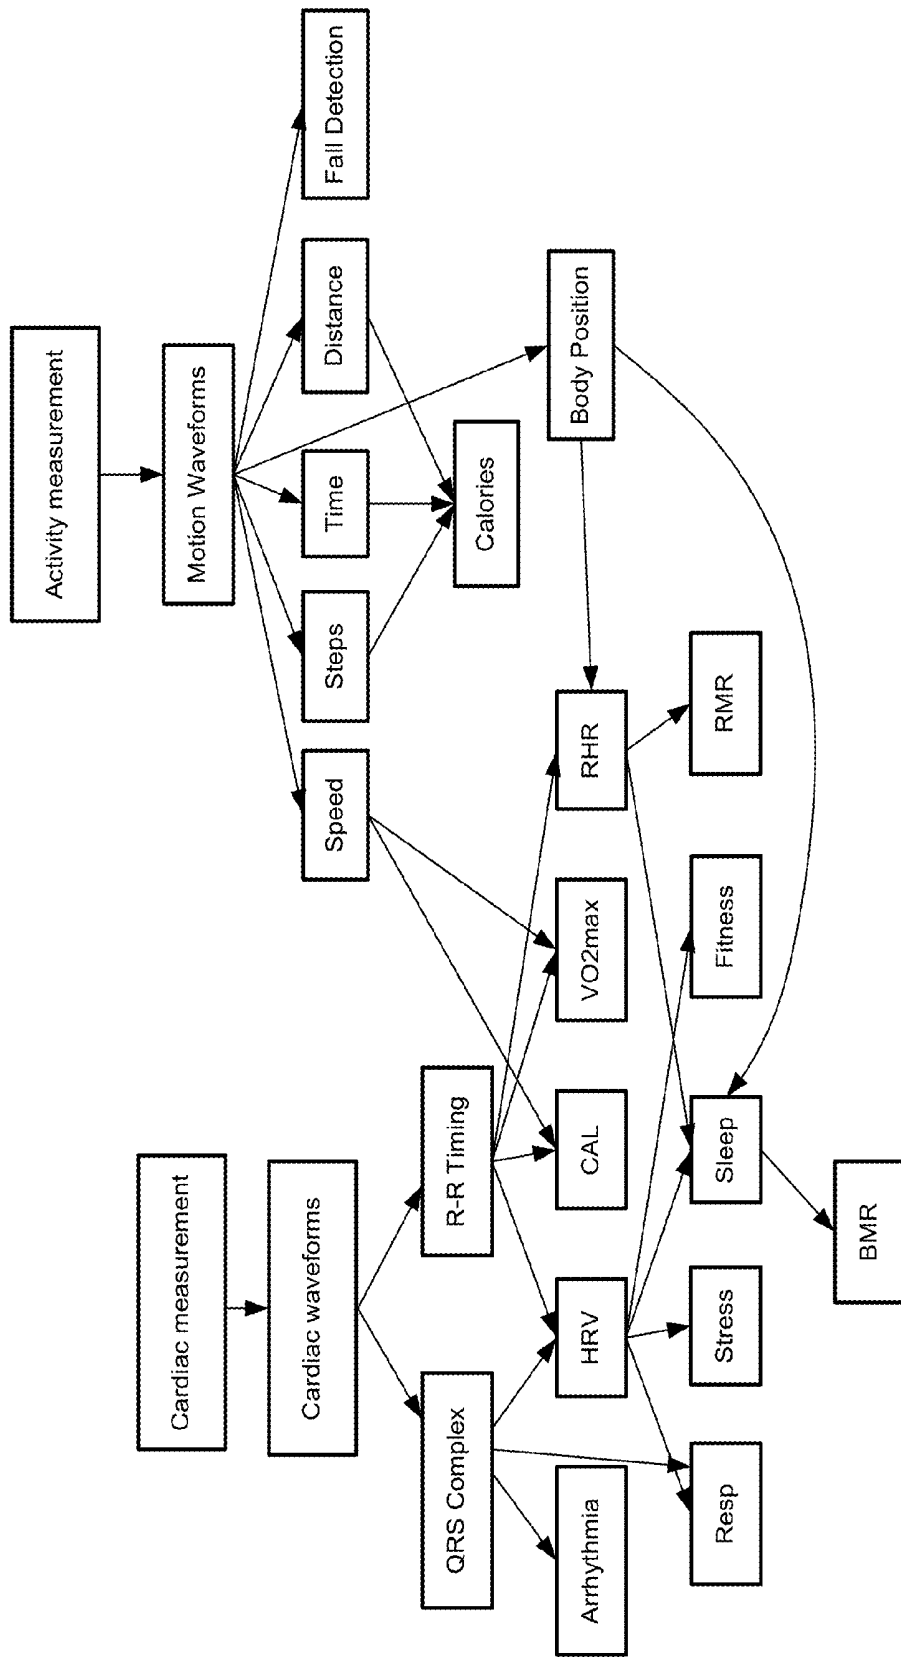 Cardiac measurement
Activity measurement
Cardiac waveforms
Motion Waveforms
QRS Complex
R-R Timing
Speed
Steps
Time
Distance
Fall Detection
Calories
Arrhythmia
HRV
CAL
VO2max
RHR
Body Position
Resp
Stress
Sleep
Fitness
RMR
BMR